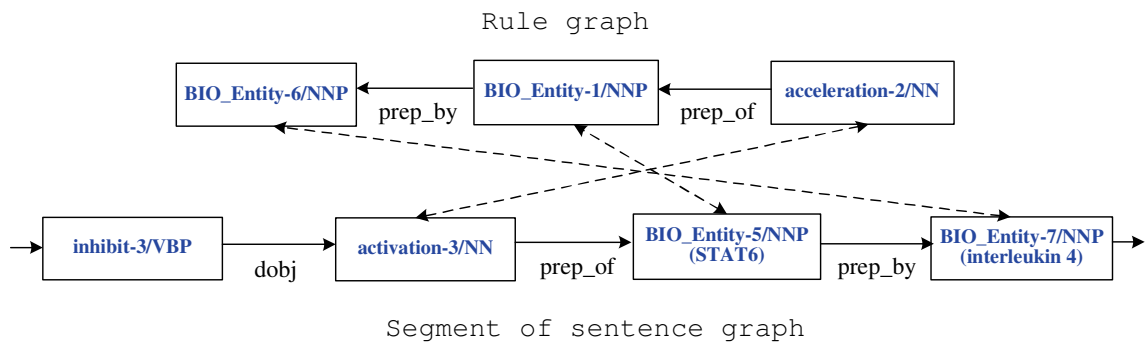 Rule graph
BIO_Entity-6/NNP
prep_by
BIO_Entity-1/NNP
prep_of
acceleration-2/NN
inhibit-3/VBP
dobj
activation-3/NN
prep_of
BIO_Entity-5/NNP
(STAT6)
prep_by
BIO_Entity-7/NNP
(interleukin 4)
Segment of sentence graph